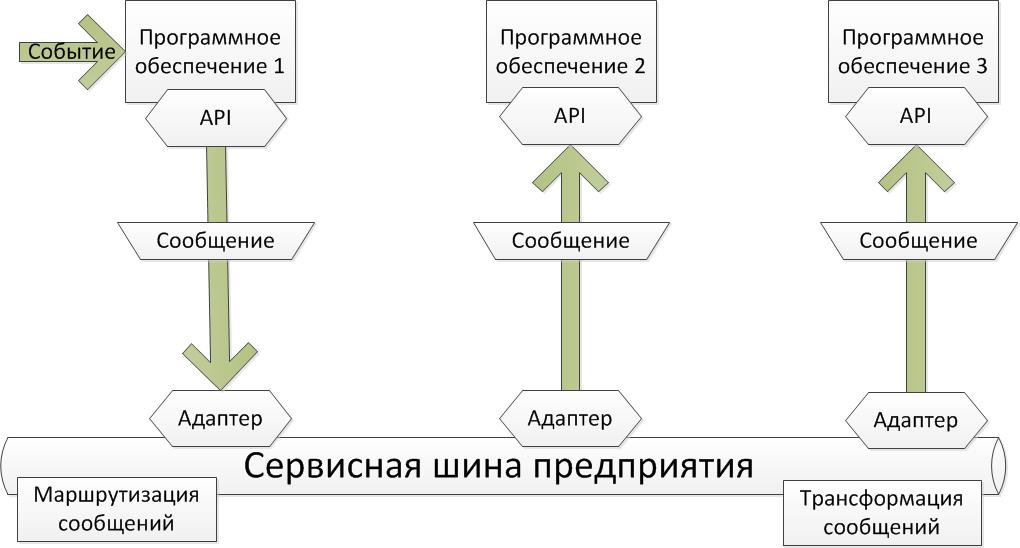 Событие
Программное
обеспечение 1
Программное
обеспечение 2
Программное
обеспечение 3
API
API
API
Сообщение
Сообщение
Сообщение
Адаптер
Адаптер
Адаптер
Сервисная шина предприятия
Маршрутизация
сообщений
Трансформация
сообщений